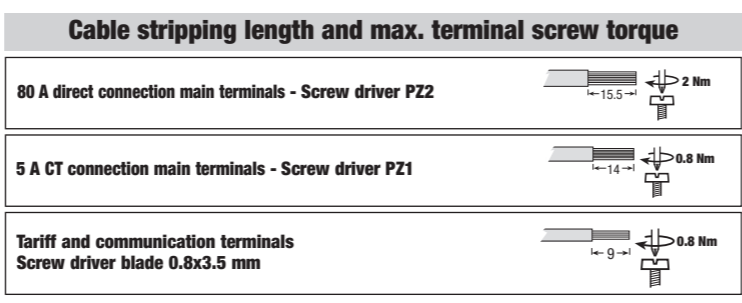 Cable stripping length and max. terminal screw torque
80 A direct connection main terminals - Screw driver PZ2
15.5
2 Nm
5 A CT connection main terminals - Screw driver PZ1
14
0.8 Nm
Tariff and communication terminals
Screw driver blade 0.8x3.5 mm
9
0.8 Nm